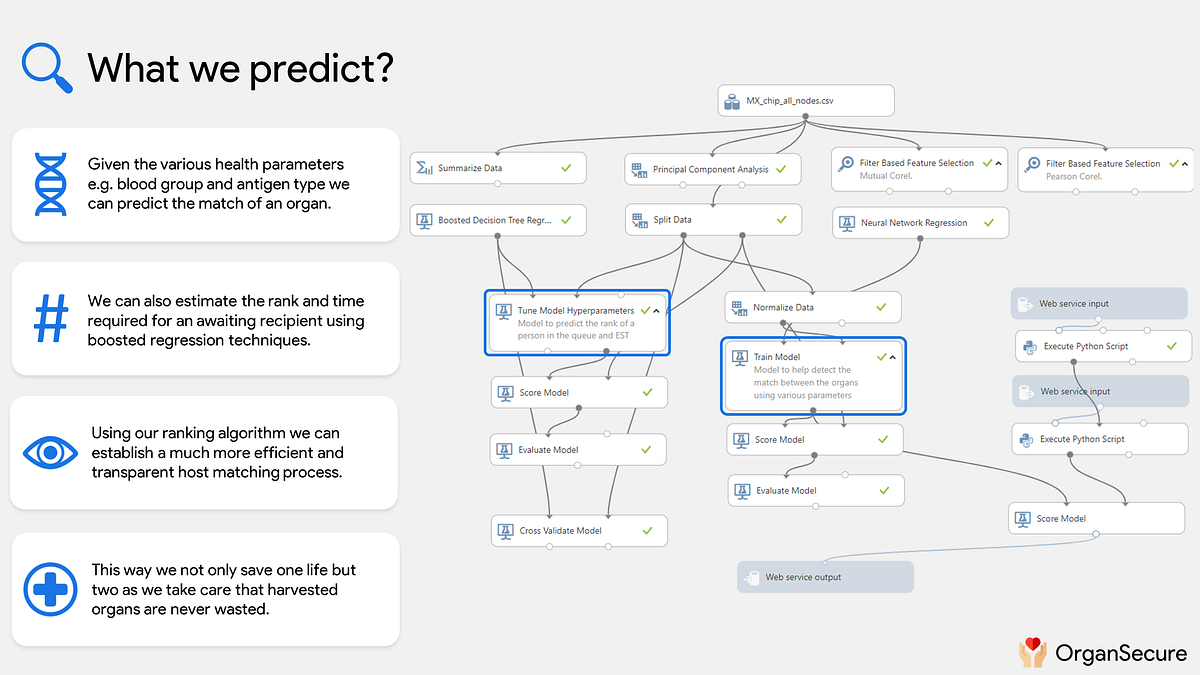 What we predict?
Given the various health parameters
e.g. blood group and antigen type we
can predict the match of an organ.
We can also estimate the rank and time
required for an awaiting recipient using
boosted regression techniques.
Using our ranking algorithm we can
establish a much more efficient and
transparent host matching process.
This way we not only save one life but
two as we take care that harvested
organs are never wasted.
MX_chip_all_nodes.csv
Summarize Data
Principal Component Analysis
Filter Based Feature Selection
Mutual Corel.
Filter Based Feature Selection
Pearson Corel.
Boosted Decision Tree Regr...
Split Data
Neural Network Regression
Tune Model Hyperparameters
Model to predict the rank of a
person in the queue and EST
Normalize Data
Web service input
Execute Python Script
Train Model
Model to help detect the
match between the organs
using various parameters
Web service input
Score Model
Score Model
Execute Python Script
Evaluate Model
Evaluate Model
Score Model
Cross Validate Model
Web service output
OrganSecure